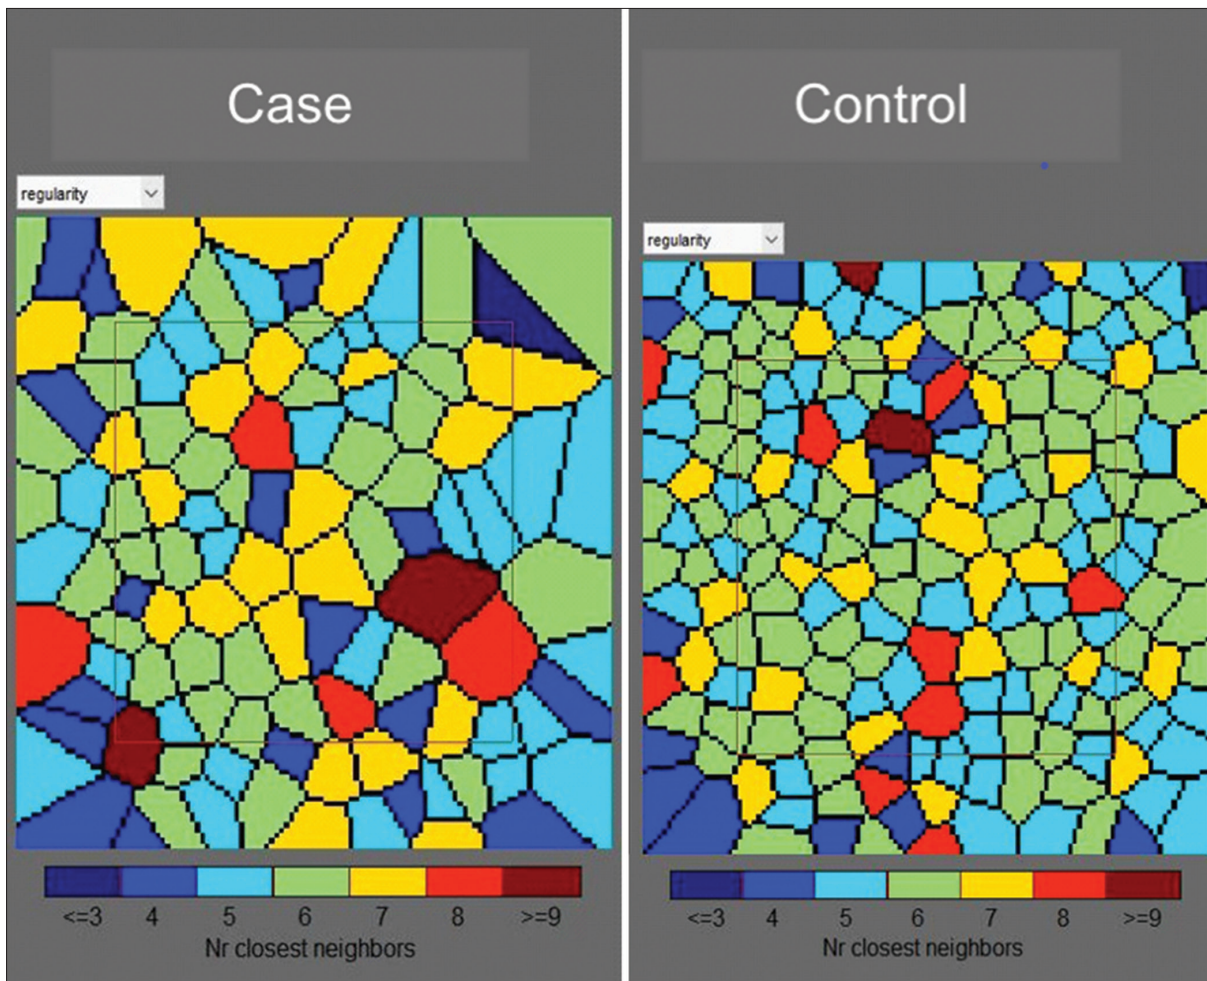 Case
regularity
<=3 4 5 6 7 8 >=9
Nr closest neighbors
Control
regularity
<=3 4 5 6 7 8 >=9
Nr closest neighbors